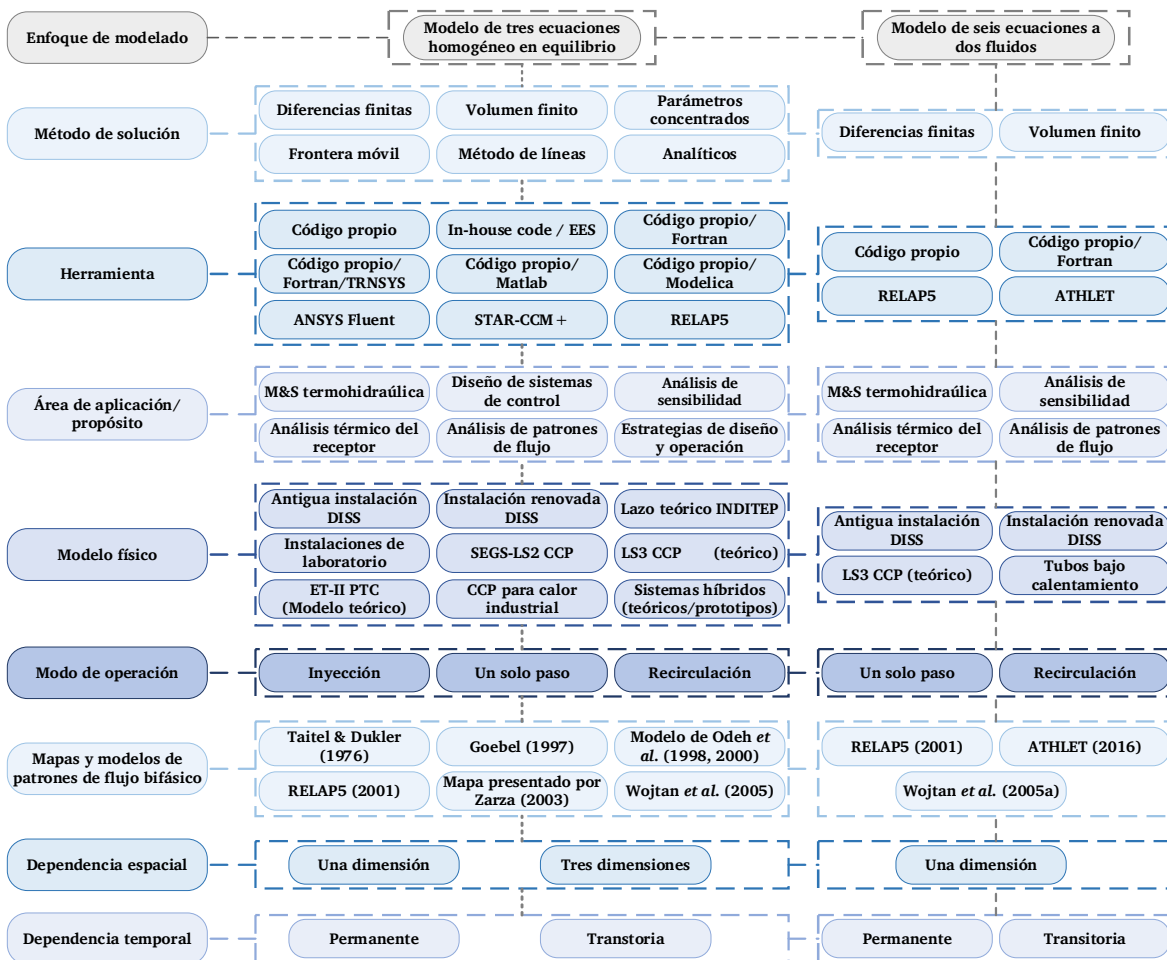 Enfoque de modelado
Modelo de tres ecuaciones
homogéneo en equilibrio
Modelo de seis ecuaciones a
dos fluidos
Método de solución
Diferencias finitas
Volumen finito
Parámetros
concentrados
Frontera móvil
Método de líneas
Analíticos
Diferencias finitas
Volumen finito
Herramienta
Código propio
In-house code / EES
Código propio/
Fortran
Código propio/
Fortran/TRNSYS
Código propio/
Matlab
Código propio/
Modelica
ANSYS Fluent
STAR-CCM +
RELAP5
Código propio
Código propio/
Fortran
RELAP5
ATHLET
Área de aplicación/
propósito
M&S termohidraúlica
Diseño de sistemas
de control
Análisis de
sensibilidad
Análisis térmico del
receptor
Análisis de patrones
de flujo
Estrategias de diseño
y operación
M&S termohidraúlica
Análisis de
sensibilidad
Análisis térmico del
receptor
Análisis de patrones
de flujo
Modelo físico
Antigua instalación
DISS
Instalación renovada
DISS
Lazo teórico INDITEP
Instalaciones de
laboratorio
SEGS-LS2 CCP
LS3 CCP (teórico)
ET-II PTC
(Modelo teórico)
CCP para calor
industrial
Sistemas híbridos
(teóricos/prototipos)
Antigua instalación
DISS
Instalación renovada
DISS
LS3 CCP (teórico)
Tubos bajo
calentamiento
Modo de operación
Inyección
Un solo paso
Recirculación
Un solo paso
Recirculación
Mapas y modelos de
patrones de flujo bifásico
Taitel & Dukler
(1976)
Goebel (1997)
Modelo de Odeh et
al. (1998, 2000)
RELAP5 (2001)
Mapa presentado por
Zarza (2003)
Wojtan et al. (2005)
RELAP5 (2001)
ATHLET (2016)
Wojtan et al. (2005a)
Dependencia espacial
Una dimensión
Tres dimensiones
Una dimensión
Dependencia temporal
Permanente
Transtoria
Permanente
Transitoria